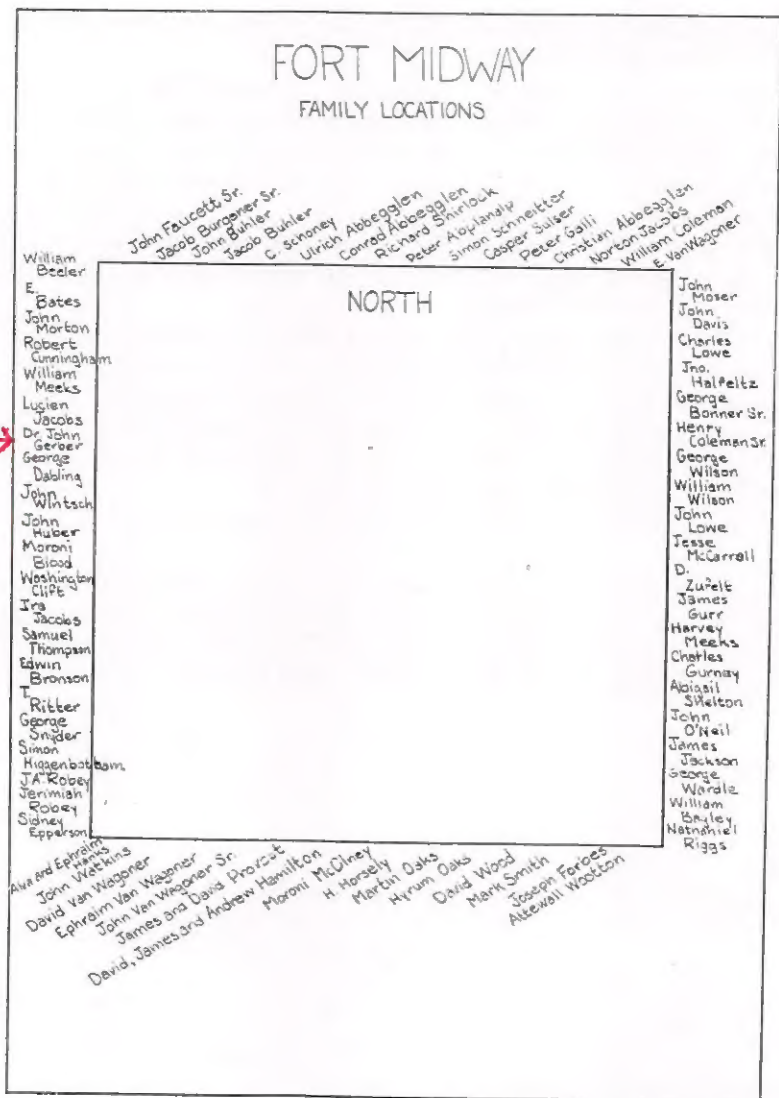 FORT MIDWAY
FAMILY LOCATIONS
John Faucett Sr.
Jacob Burgener Sr.
John Buhler
Jacob Buhler
C. Schoney
Ulrich Abbegglen
Conrad Abbegglen
Richard Shirlock
Peter Abplanalp
Simon Schneitter
Casper Sulser
Peter Galli
Christian Abbegglen
Norton Jacobs
William Coleman
E. VanWagoner
NORTH
William
Beeler
E.
Bates
John
Morton
Robert
Cunningham
William
Meeks
Lucien
Jacobs
Dr. John
Gerber
George
Dabling
John
Wintsch
John
Huber
Moroni
Blood
Washington
Clift
Ira
Jacobs
Samuel
Thompson
Edwin
Bronson
T.
Ritter
George
Snyder
Simon
Higgenbotham
J.A. Robey
Jerimiah
Robey
Sidney
Epperson
John
Moser
John
Davis
Charles
Lowe
Jno.
Halfeltz
George
Bonner Sr.
Henry
Coleman Sr.
George
Wilson
William
Wilson
John
Lowe
Jesse
McCarrall
D.
Zufelt
James
Gurr
Harvey
Meeks
Charles
Gurnay
Abigail
Shelton
John
O'Neil
James
Jackson
George
Wardle
William
Bayley
Nathaniel
Riggs
Alva and Ephraim
Hanks
John Watkins
David Van Wagoner
Ephraim Van Wagoner
John Van Wagoner Sr.
James and David Provost
David, James and Andrew Hamilton
Moroni McOlney
H. Horsely
Martin Oaks
Hyrum Oaks
David Wood
Mark Smith
Joseph Forbes
Attewall Wootton